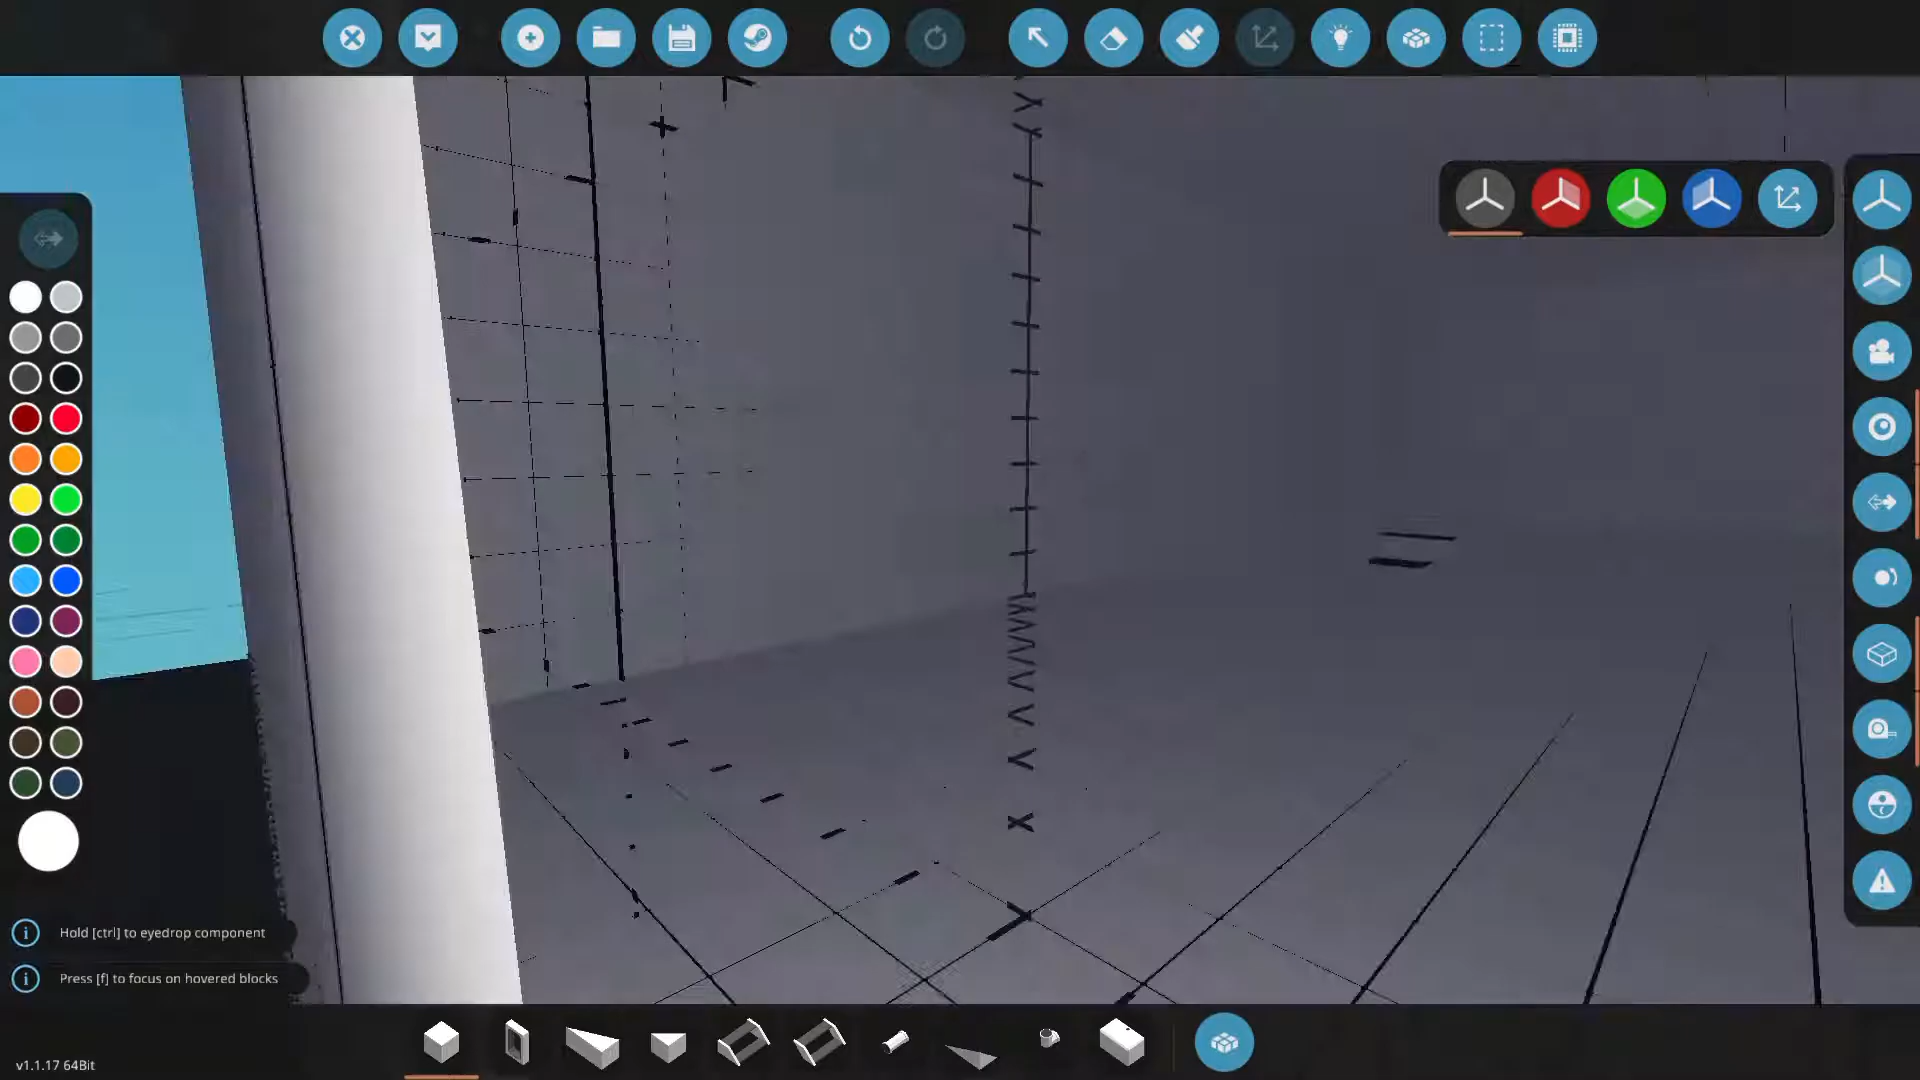 Hold [ctrl] to eyedrop component
Press [f] to focus on hovered blocks
v1.1.17 64Bit